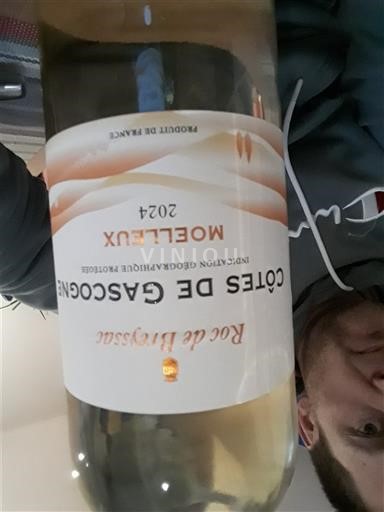 Roc de Breyssac
CÔTES DE GASCOGNE
INDICATION GÉOGRAPHIQUE PROTÉGÉE
MOELLEUX
2024
PRODUIT DE FRANCE
VINIOU